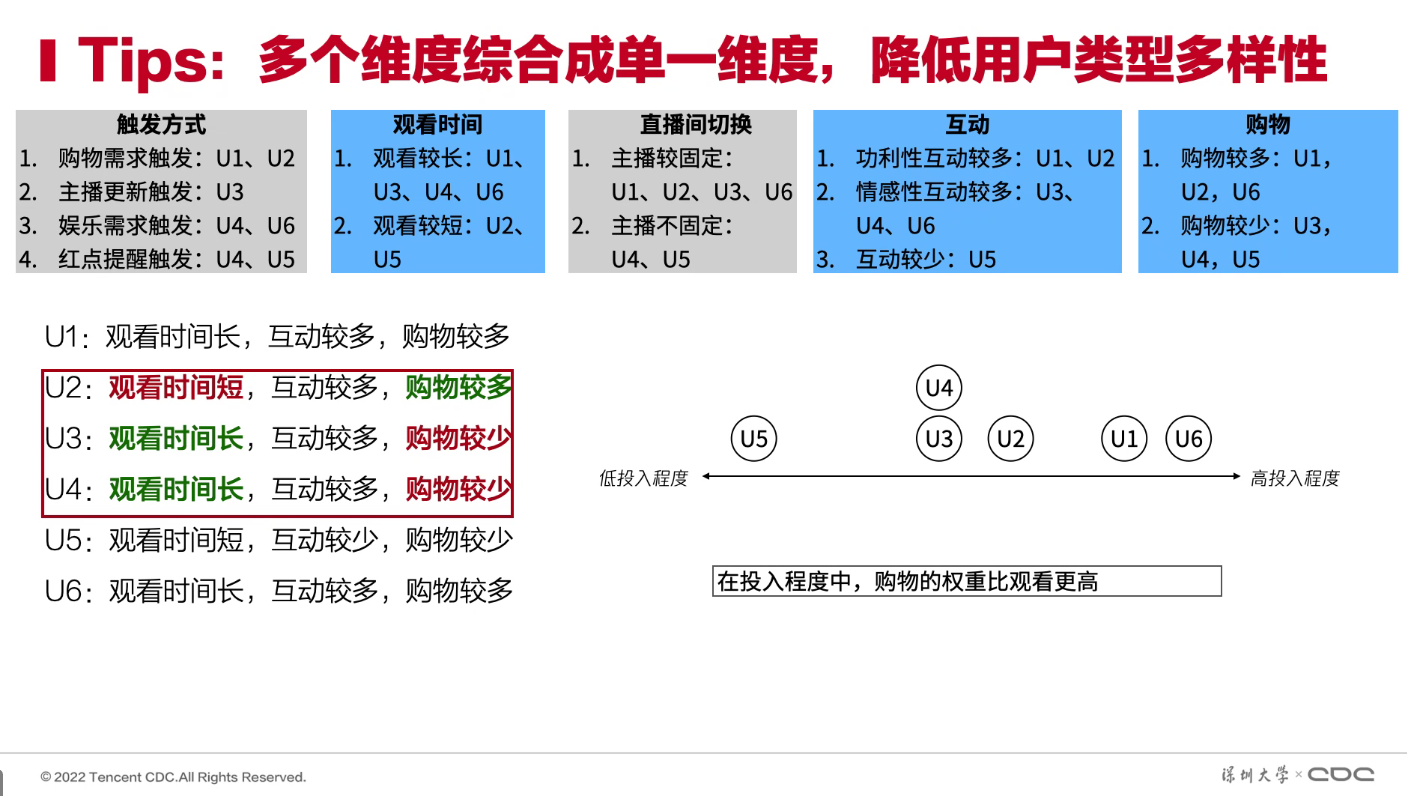 Tips：多个维度综合成单一维度，降低用户类型多样性
触发方式
1. 购物需求触发：U1、U2
2. 主播更新触发：U3
3. 娱乐需求触发：U4、U6
4. 红点提醒触发：U4、U5
观看时间
1. 观看较长：U1、
U3、U4、U6
2. 观看较短：U2、
U5
直播间切换
1. 主播较固定：
U1、U2、U3、U6
2. 主播不固定：
U4、U5
互动
1. 功利性互动较多：U1、U2
2. 情感性互动较多：U3、
U4、U6
3. 互动较少：U5
购物
1. 购物较多：U1，
U2，U6
2. 购物较少：U3，
U4，U5
U1：观看时间长，互动较多，购物较多
U2：观看时间短，互动较多，购物较多
U3：观看时间长，互动较多，购物较少
U4：观看时间长，互动较多，购物较少
U5：观看时间短，互动较少，购物较少
U6：观看时间长，互动较多，购物较多
U4
U5 U3 U2 U1 U6
低投入程度 高投入程度
在投入程度中，购物的权重比观看更高
© 2022 Tencent CDC.All Rights Reserved.
深圳大学 × CDC